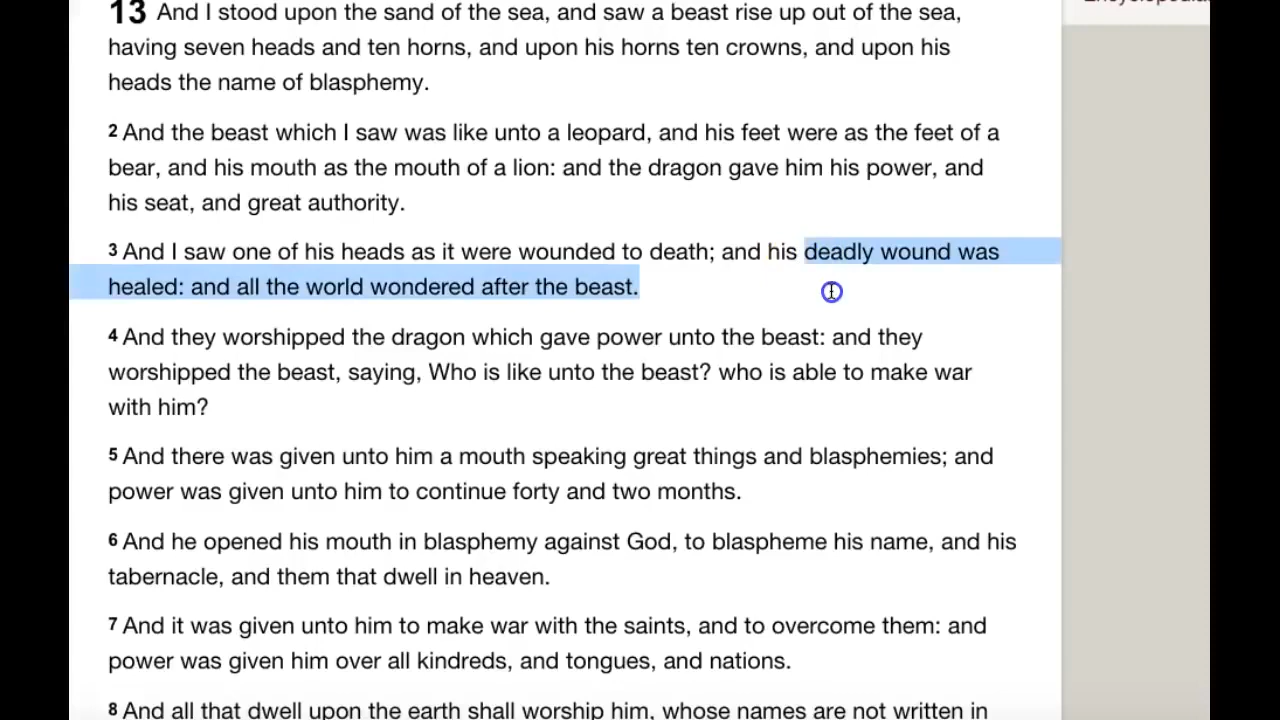 Encyclopedia
13 And I stood upon the sand of the sea, and saw a beast rise up out of the sea,
having seven heads and ten horns, and upon his horns ten crowns, and upon his
heads the name of blasphemy.
2 And the beast which I saw was like unto a leopard, and his feet were as the feet of a
bear, and his mouth as the mouth of a lion: and the dragon gave him his power, and
his seat, and great authority.
3 And I saw one of his heads as it were wounded to death; and his deadly wound was
healed: and all the world wondered after the beast.
4 And they worshipped the dragon which gave power unto the beast: and they
worshipped the beast, saying, Who is like unto the beast? who is able to make war
with him?
5 And there was given unto him a mouth speaking great things and blasphemies; and
power was given unto him to continue forty and two months.
6 And he opened his mouth in blasphemy against God, to blaspheme his name, and his
tabernacle, and them that dwell in heaven.
7 And it was given unto him to make war with the saints, and to overcome them: and
power was given him over all kindreds, and tongues, and nations.
8 And all that dwell upon the earth shall worship him, whose names are not written in